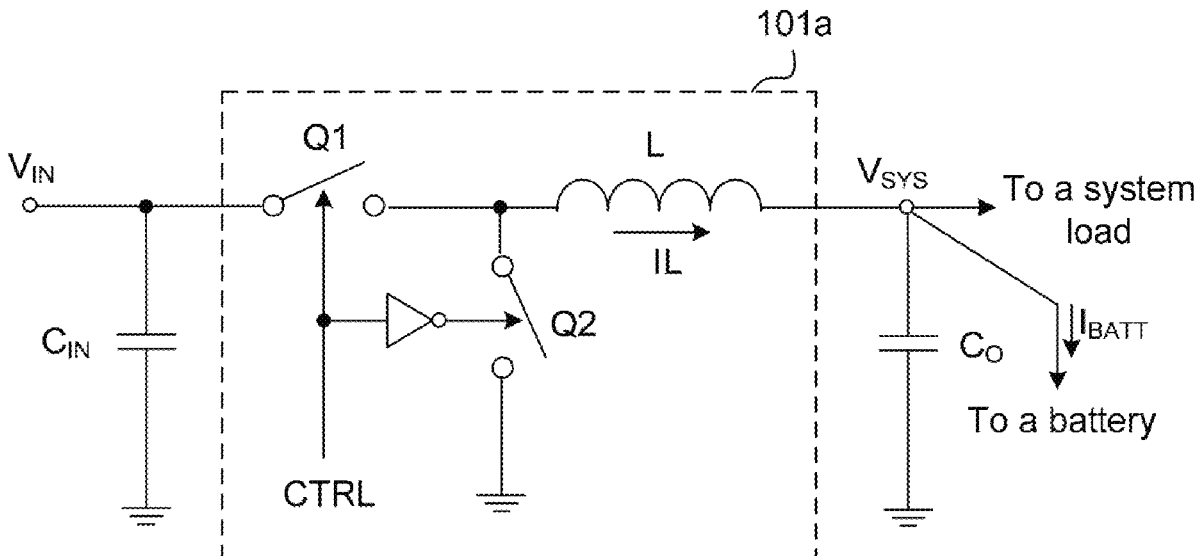 101a
Q1
L
V_IN
V_SYS
To a system
load
IL
Q2
C_IN
C_O
I_BATT
To a battery
CTRL